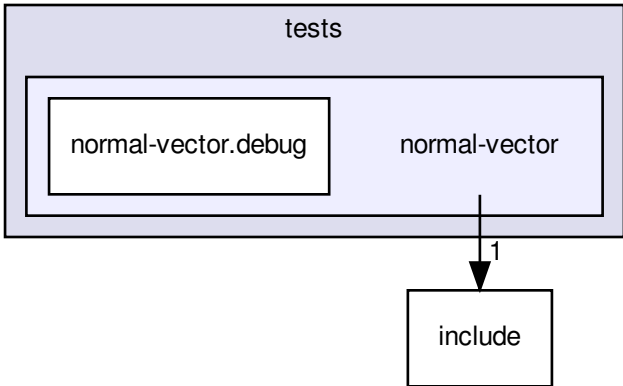 tests
normal-vector.debug
normal-vector
1
include